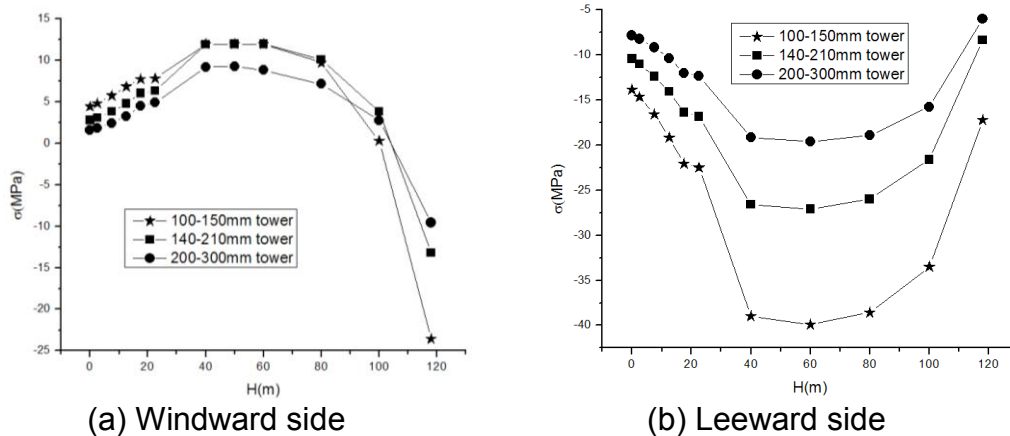 15
10
5
0
-5
-10
-15
-20
-25
σ(MPa)
100-150mm tower
140-210mm tower
200-300mm tower
0 20 40 60 80 100 120
H(m)
(a) Windward side
-5
-10
-15
-20
-25
-30
-35
-40
σ(MPa)
100-150mm tower
140-210mm tower
200-300mm tower
0 20 40 60 80 100 120
H(m)
(b) Leeward side